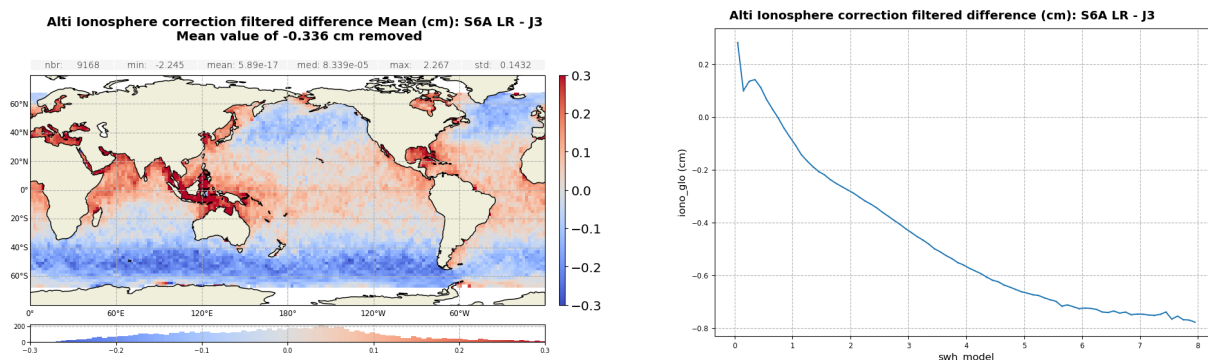 Alti Ionosphere correction filtered difference Mean (cm): S6A LR - J3
Mean value of -0.336 cm removed
nbr: 9168 min: -2.245 mean: 5.89e-17 med: 8.339e-05 max: 2.267 std: 0.1432
60°N
40°N
20°N
0°
20°S
40°S
60°S
0° 60°E 120°E 180° 120°W 60°W
0.3
0.2
0.1
0.0
−0.1
−0.2
−0.3
200
0
−0.3 −0.2 −0.1 0.0 0.1 0.2 0.3
Alti Ionosphere correction filtered difference (cm): S6A LR - J3
iono_glo (cm)
0.2
0.0
−0.2
−0.4
−0.6
−0.8
0 1 2 3 4 5 6 7 8
swh_model